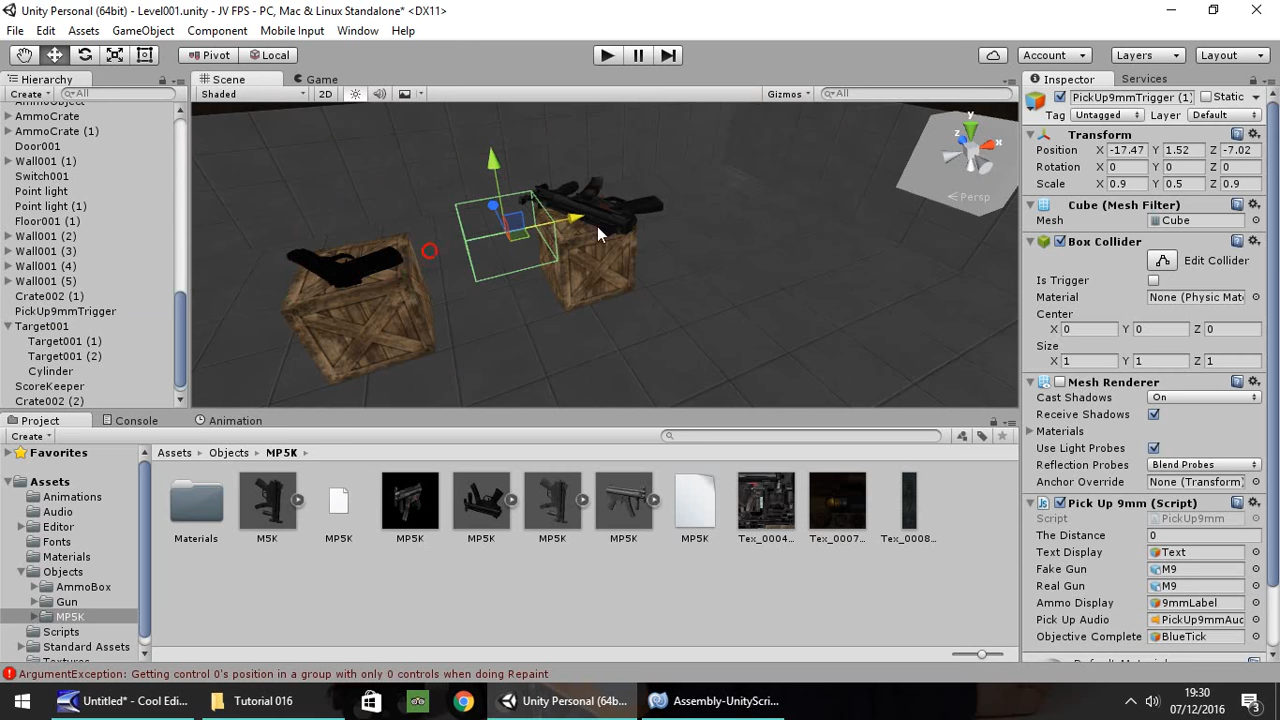 Unity Personal (64bit) - Level001.unity - JV FPS - PC, Mac & Linux Standalone* <DX11>
File Edit Assets GameObject Component Mobile Input Window Help
Pivot Local Account Layers Layout
Hierarchy
Create All
AmmoCrate
AmmoCrate (1)
Door001
Wall001 (1)
Switch001
Point light
Point light (1)
Floor001 (1)
Wall001 (2)
Wall001 (3)
Wall001 (4)
Wall001 (5)
Crate002 (1)
PickUp9mmTrigger
Target001
Target001 (1)
Target001 (2)
Cylinder
ScoreKeeper
Crate002 (2)
Scene Game
Shaded 2D Gizmos All
y
z x
Persp
Inspector Services
PickUp9mmTrigger (1) Static
Tag Untagged Layer Default
Transform
Position X -17.47 Y 1.52 Z -7.02
Rotation X 0 Y 0 Z 0
Scale X 0.9 Y 0.5 Z 0.9
Cube (Mesh Filter)
Mesh Cube
Box Collider
Edit Collider
Is Trigger
Material None (Physic Mat
Center
X 0 Y 0 Z 0
Size
X 1 Y 1 Z 1
Mesh Renderer
Cast Shadows On
Receive Shadows
Materials
Use Light Probes
Reflection Probes Blend Probes
Anchor Override None (Transform)
Pick Up 9mm (Script)
Script PickUp9mm
The Distance 0
Text Display Text
Fake Gun M9
Real Gun M9
Ammo Display 9mmLabel
Pick Up Audio PickUp9mmAuc
Objective Complete BlueTick
Project Console Animation
Create
Favorites
Assets
Animations
Audio
Editor
Fonts
Materials
Objects
AmmoBox
Gun
MP5K
Scripts
Standard Assets
Assets Objects MP5K
Materials M5K MP5K MP5K MP5K MP5K MP5K MP5K Tex_0004... Tex_0007... Tex_0008...
ArgumentException: Getting control 0's position in a group with only 0 controls when doing Repaint
Untitled* - Cool Edi... Tutorial 016 Unity Personal (64b... Assembly-UnityScri...
19:30
07/12/2016
3